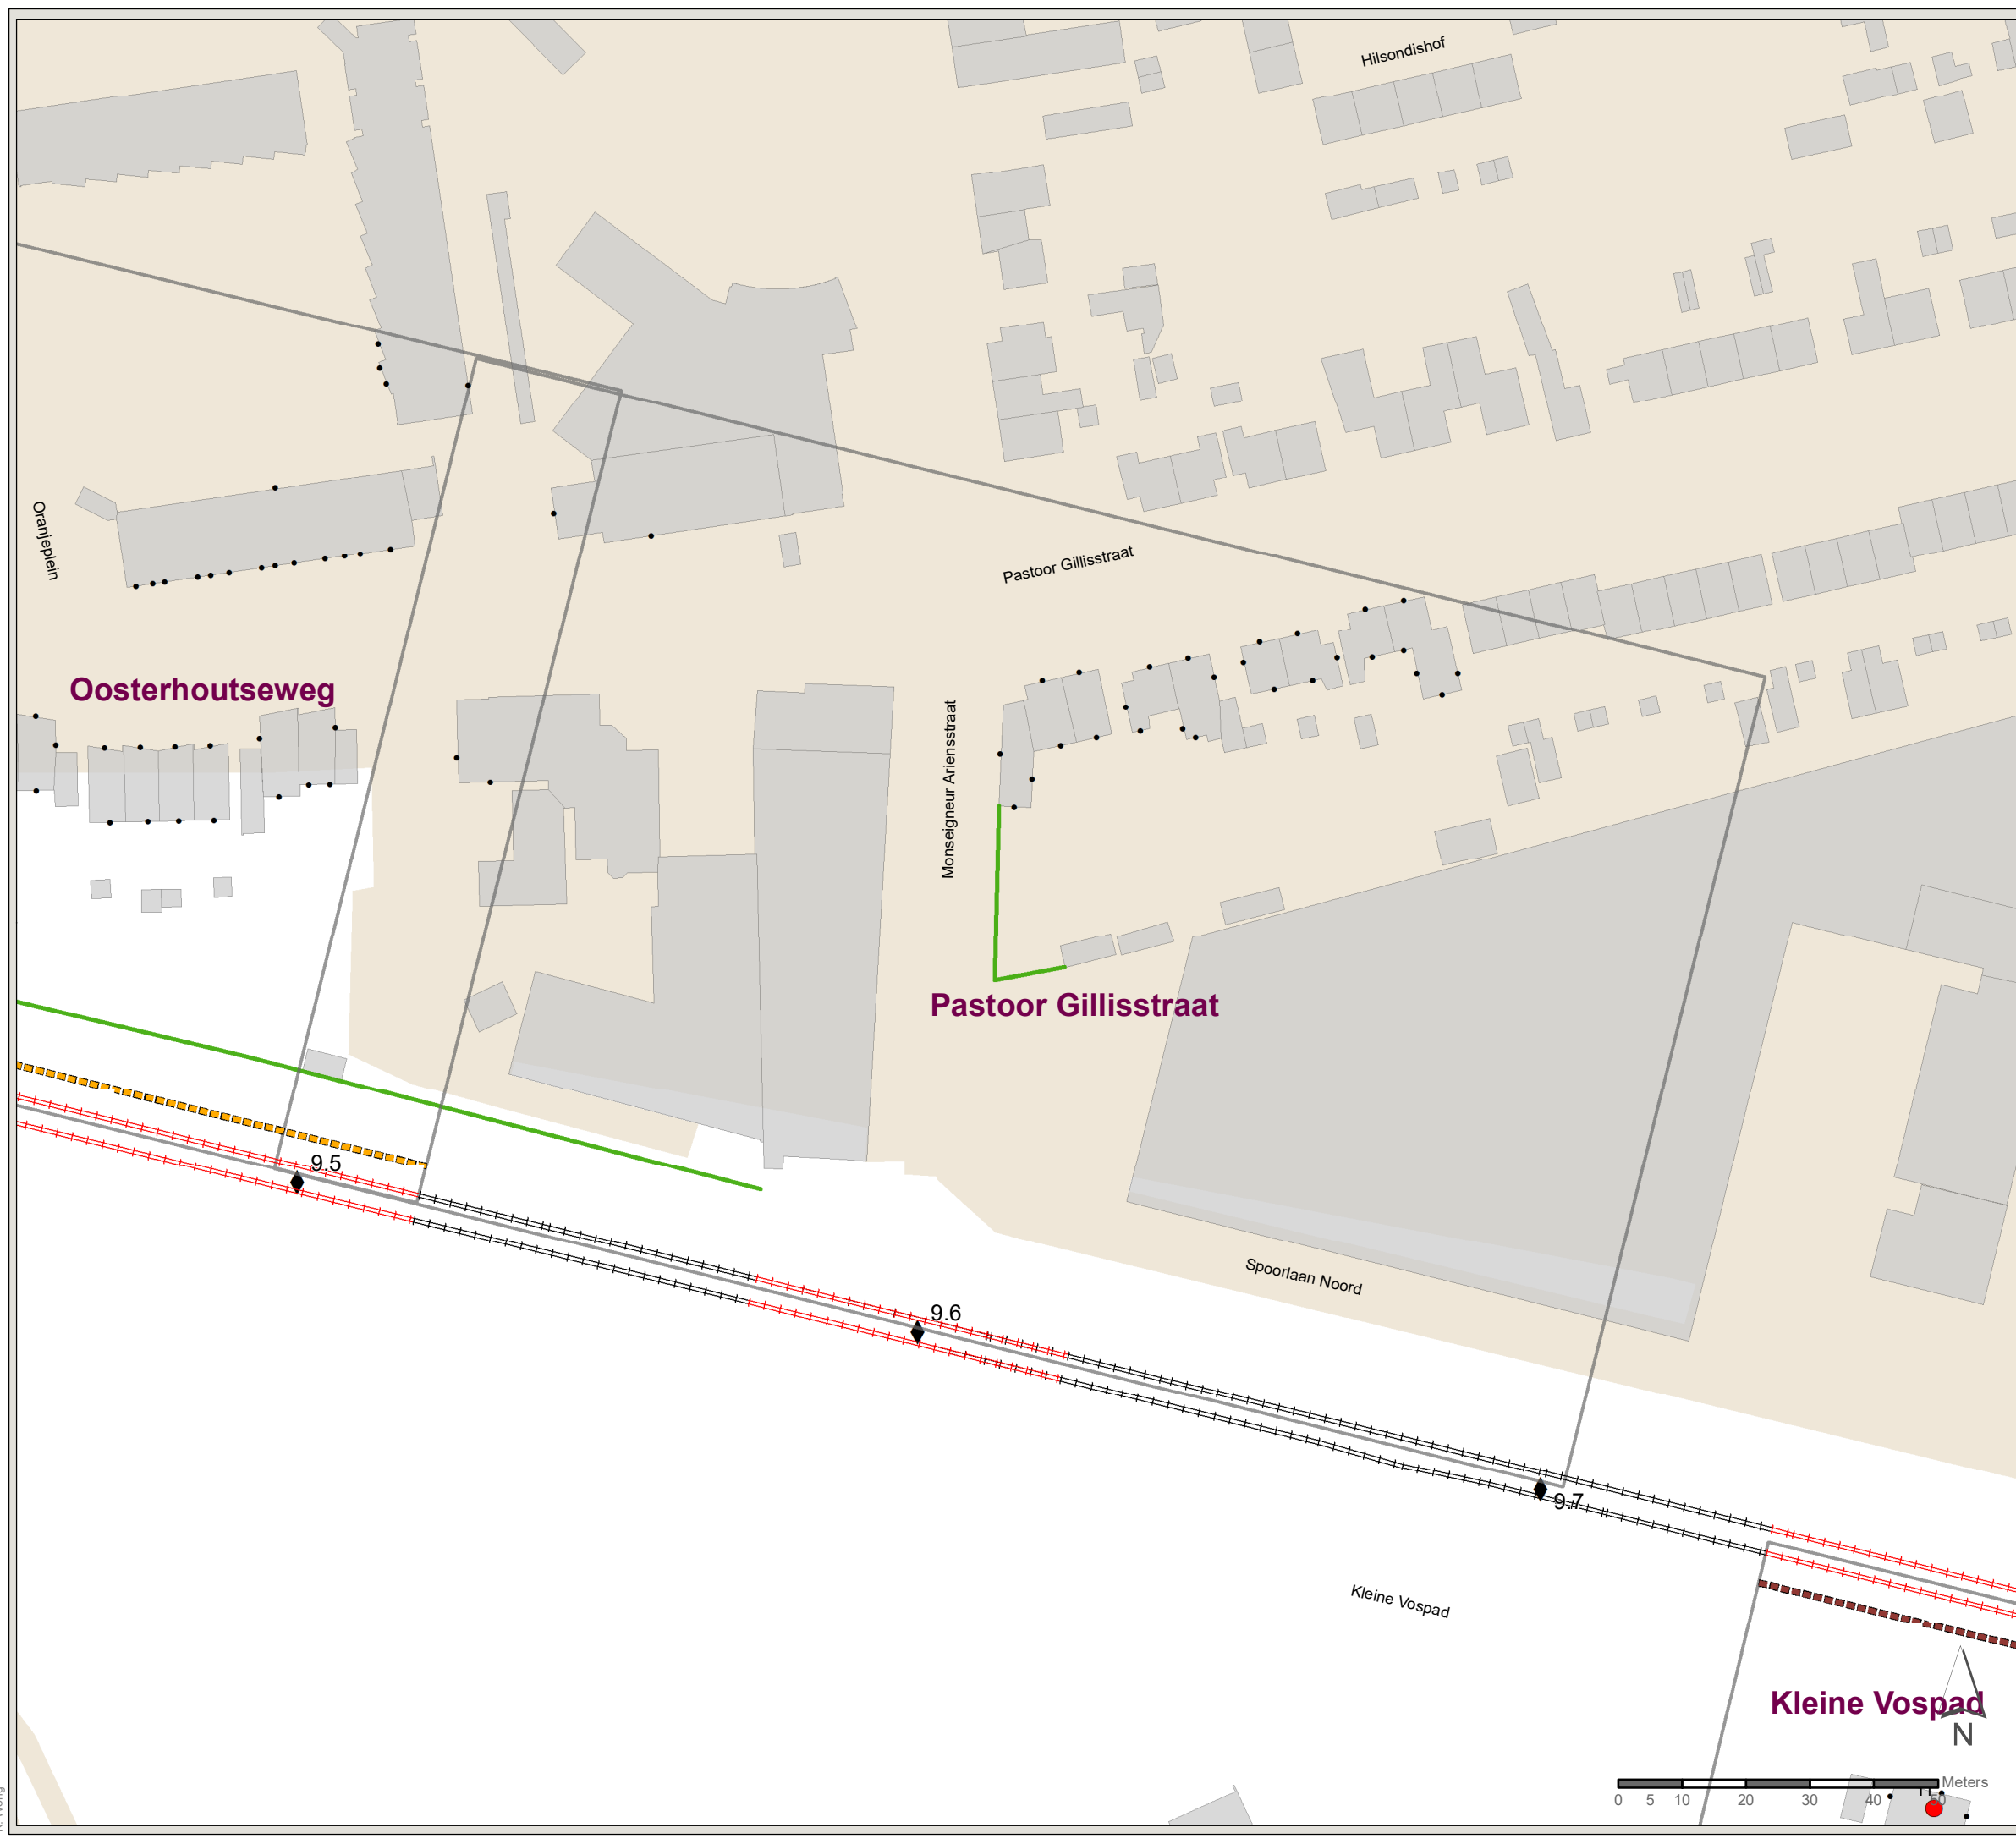 Hilsondishof
Oranjeplein
Pastoor Gillisstraat
Oosterhoutseweg
Monseigneur Ariensstraat
Pastoor Gillisstraat
9.5
Spoorlaan Noord
9.6
9.7
Kleine Vospad
Kleine Vospad
N
Meters
0 5 10 20 30 40 50